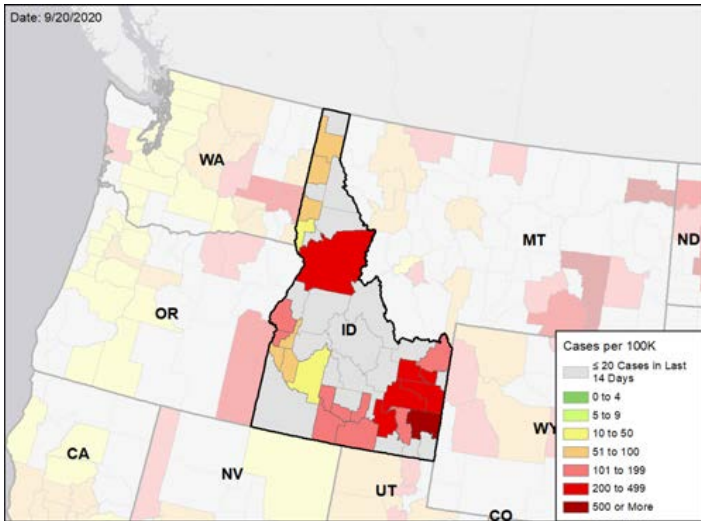 Date: 9/20/2020
WA
MT
ND
OR
ID
WY
CA
NV
UT
CO
Cases per 100K
≤ 20 Cases in Last
14 Days
0 to 4
5 to 9
10 to 50
51 to 100
101 to 199
200 to 499
500 or More